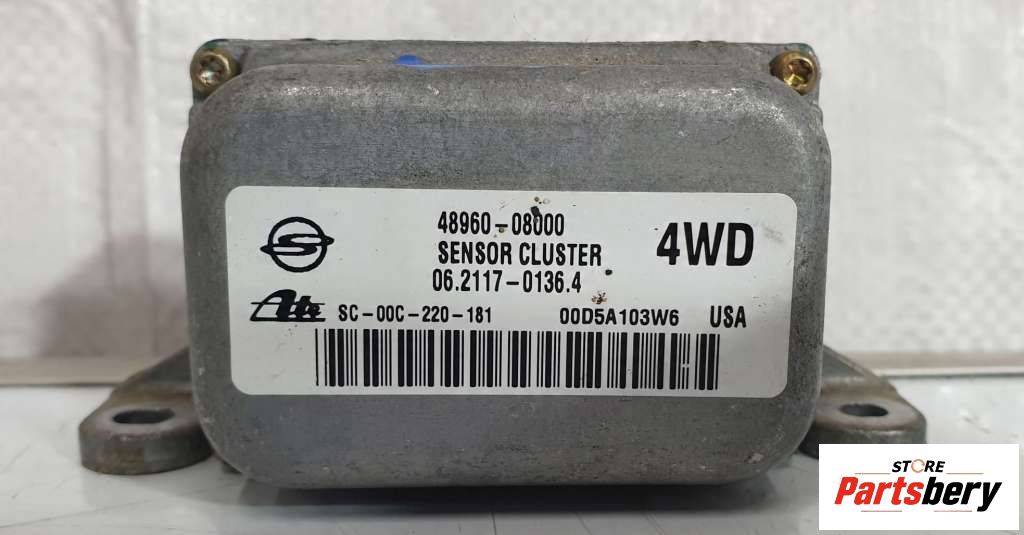 48960-08000
SENSOR CLUSTER
4WD
06.2117-0136.4
Ate SC-00C-220-181 00D5A103W6 USA
STORE
Partsbery